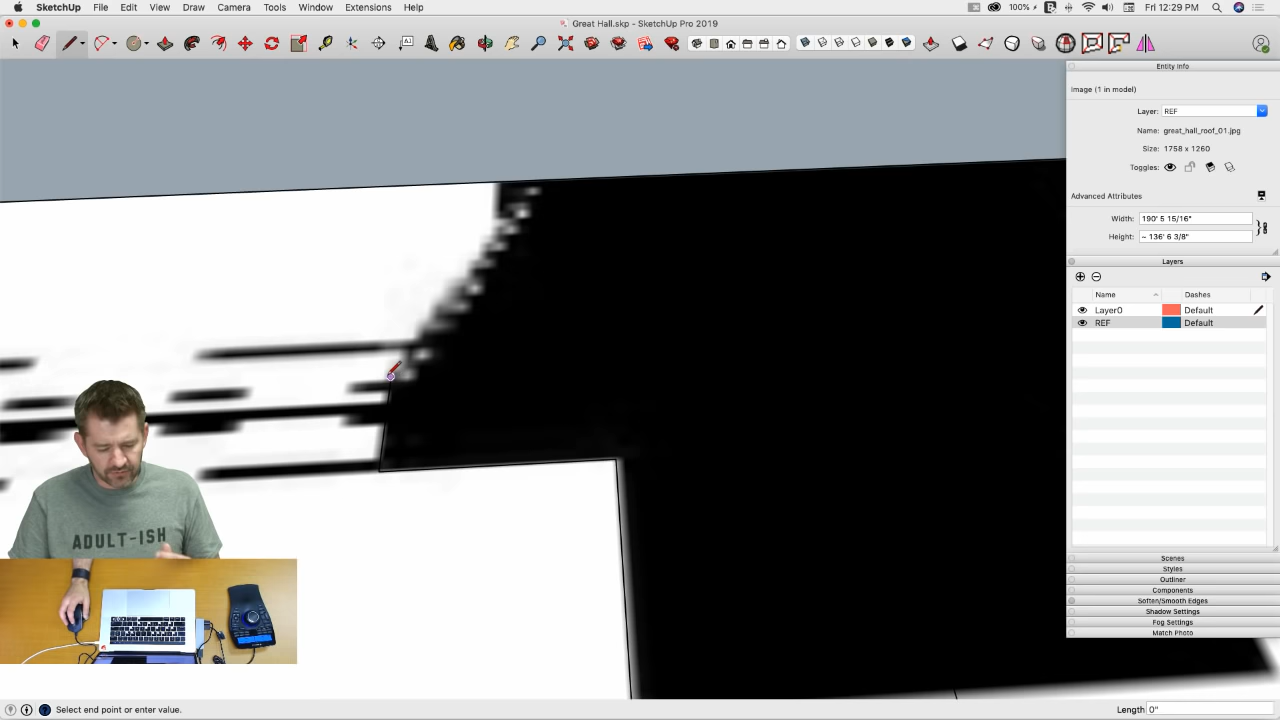 SketchUp File Edit View Draw Camera Tools Window Extensions Help
100% Fri 12:29 PM
Great Hall.skp - SketchUp Pro 2019
Entity Info
Image (1 in model)
Layer: REF
Name: great_hall_roof_01.jpg
Size: 1758 x 1260
Toggles:
Advanced Attributes
Width: 190' 5 15/16"
Height: ~ 136' 6 3/8"
Layers
Name Dashes
Layer0 Default
REF Default
ADULT-ISH
Scenes
Styles
Outliner
Components
Soften/Smooth Edges
Shadow Settings
Fog Settings
Match Photo
Select end point or enter value.
Length 0"